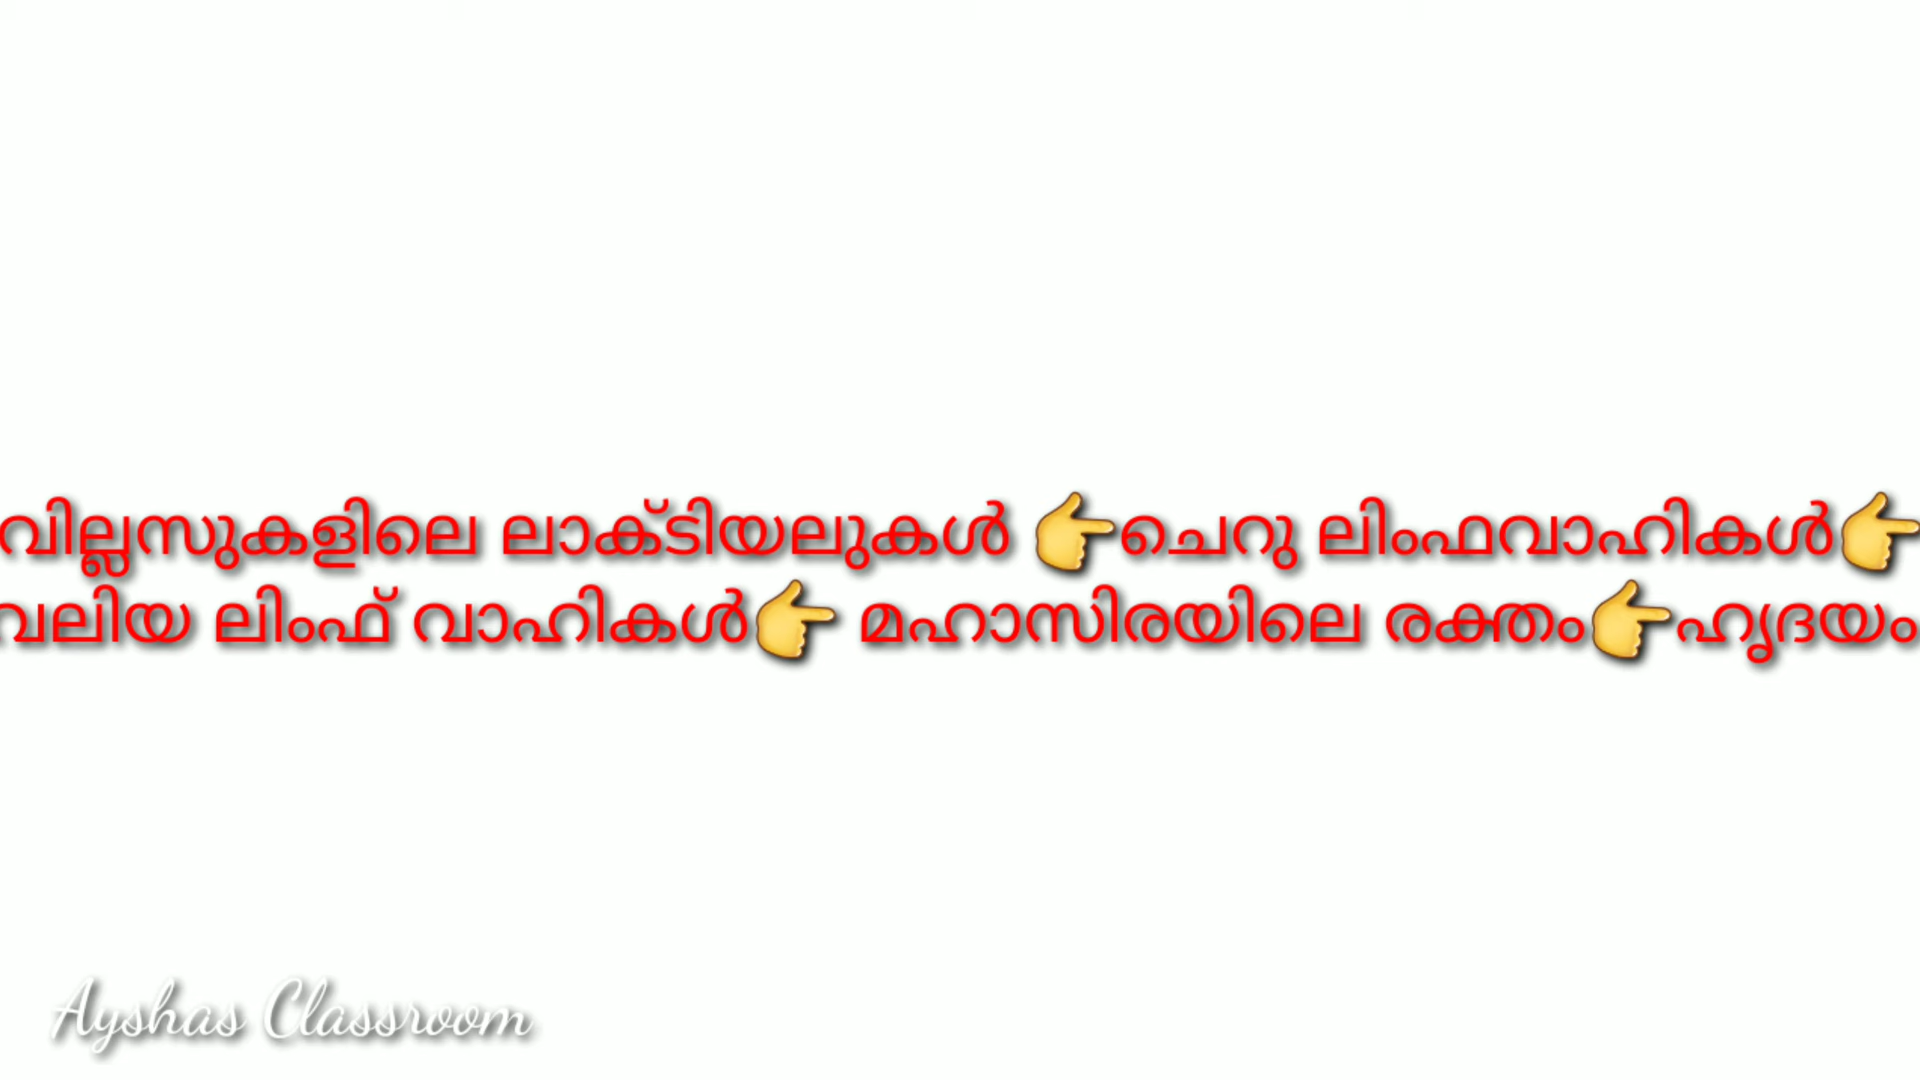 വില്ലസുകളിലെ ലാക്ടിയലുകൾ 👉ചെറു ലിംഫവാഹികൾ👉
വലിയ ലിംഫ് വാഹികൾ👉 മഹാസിരയിലെ രക്തം👉ഹൃദയം
Ayshas Classroom